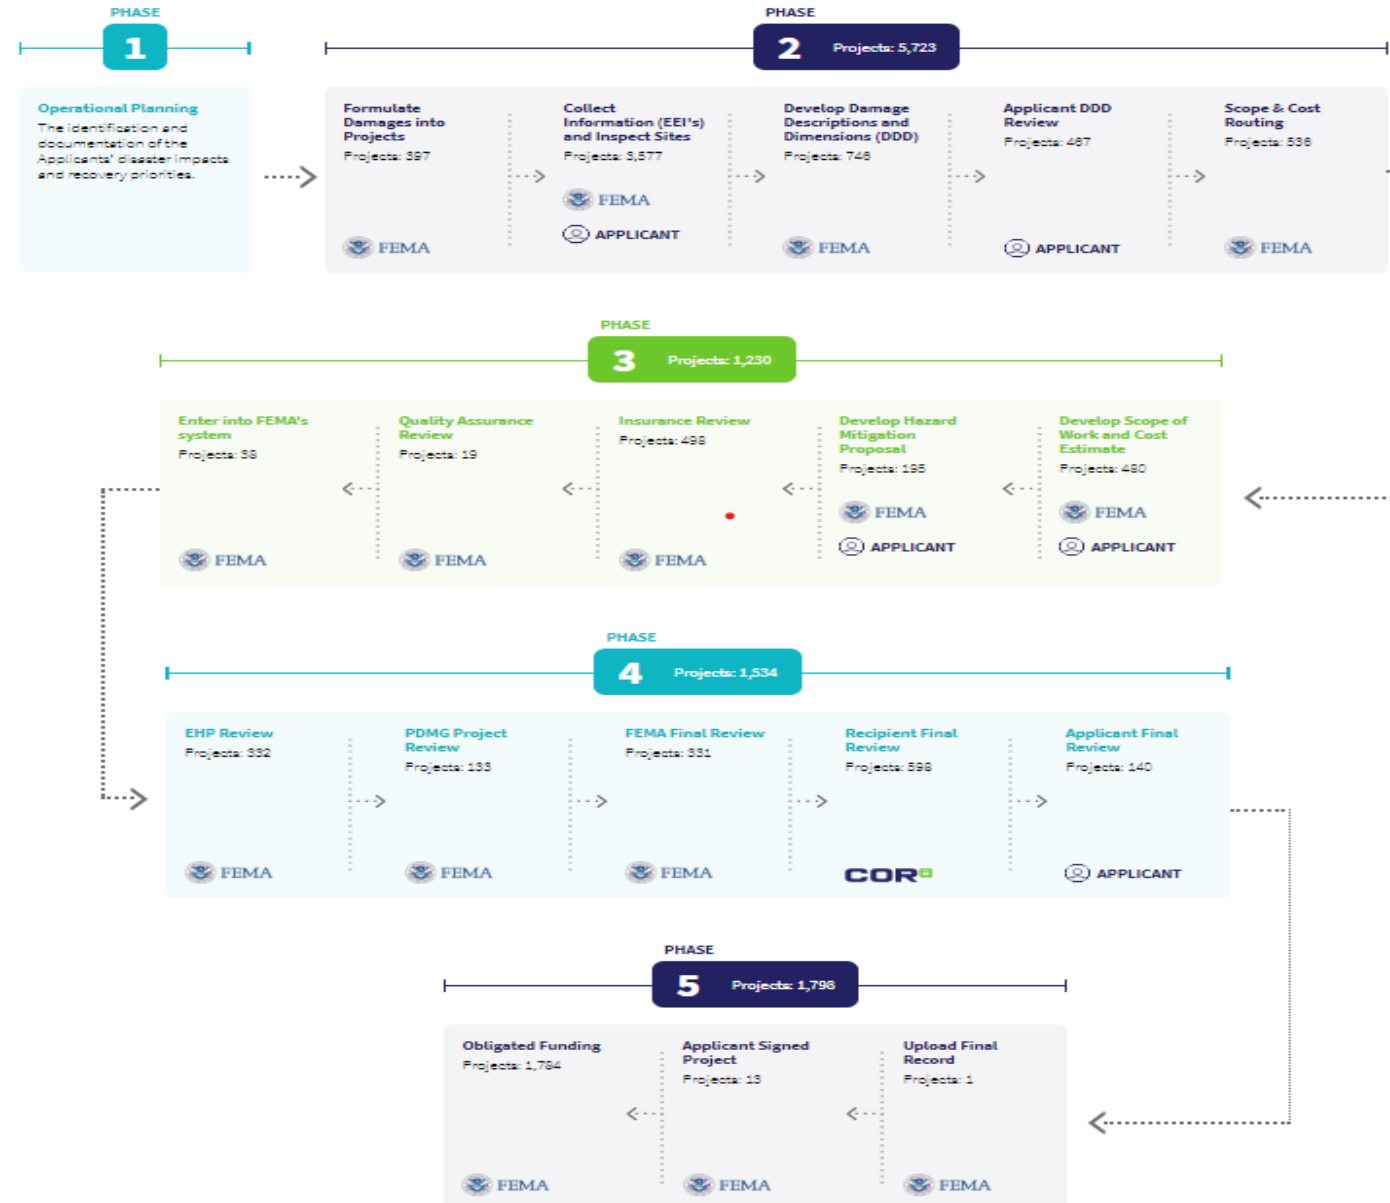 PHASE
1
PHASE
2 Projects: 5,723
Operational Planning
The identification and
documentation of the
Applicants' disaster impacts
and recovery priorities.
Formulate
Damages into
Projects
Projects: 397
FEMA
Collect
Information (EEI's)
and Inspect Sites
Projects: 3,577
FEMA
APPLICANT
Develop Damage
Descriptions and
Dimensions (DDD)
Projects: 746
FEMA
Applicant DDD
Review
Projects: 467
APPLICANT
Scope & Cost
Routing
Projects: 536
FEMA
PHASE
3 Projects: 1,230
Enter into FEMA's
system
Projects: 38
FEMA
Quality Assurance
Review
Projects: 19
FEMA
Insurance Review
Projects: 498
FEMA
Develop Hazard
Mitigation
Proposal
Projects: 195
FEMA
APPLICANT
Develop Scope of
Work and Cost
Estimate
Projects: 480
FEMA
APPLICANT
PHASE
4 Projects: 1,534
EHP Review
Projects: 332
FEMA
PDMG Project
Review
Projects: 133
FEMA
FEMA Final Review
Projects: 331
FEMA
Recipient Final
Review
Projects: 598
COR
Applicant Final
Review
Projects: 140
APPLICANT
PHASE
5 Projects: 1,798
Obligated Funding
Projects: 1,784
FEMA
Applicant Signed
Project
Projects: 13
FEMA
Upload Final
Record
Projects: 1
FEMA